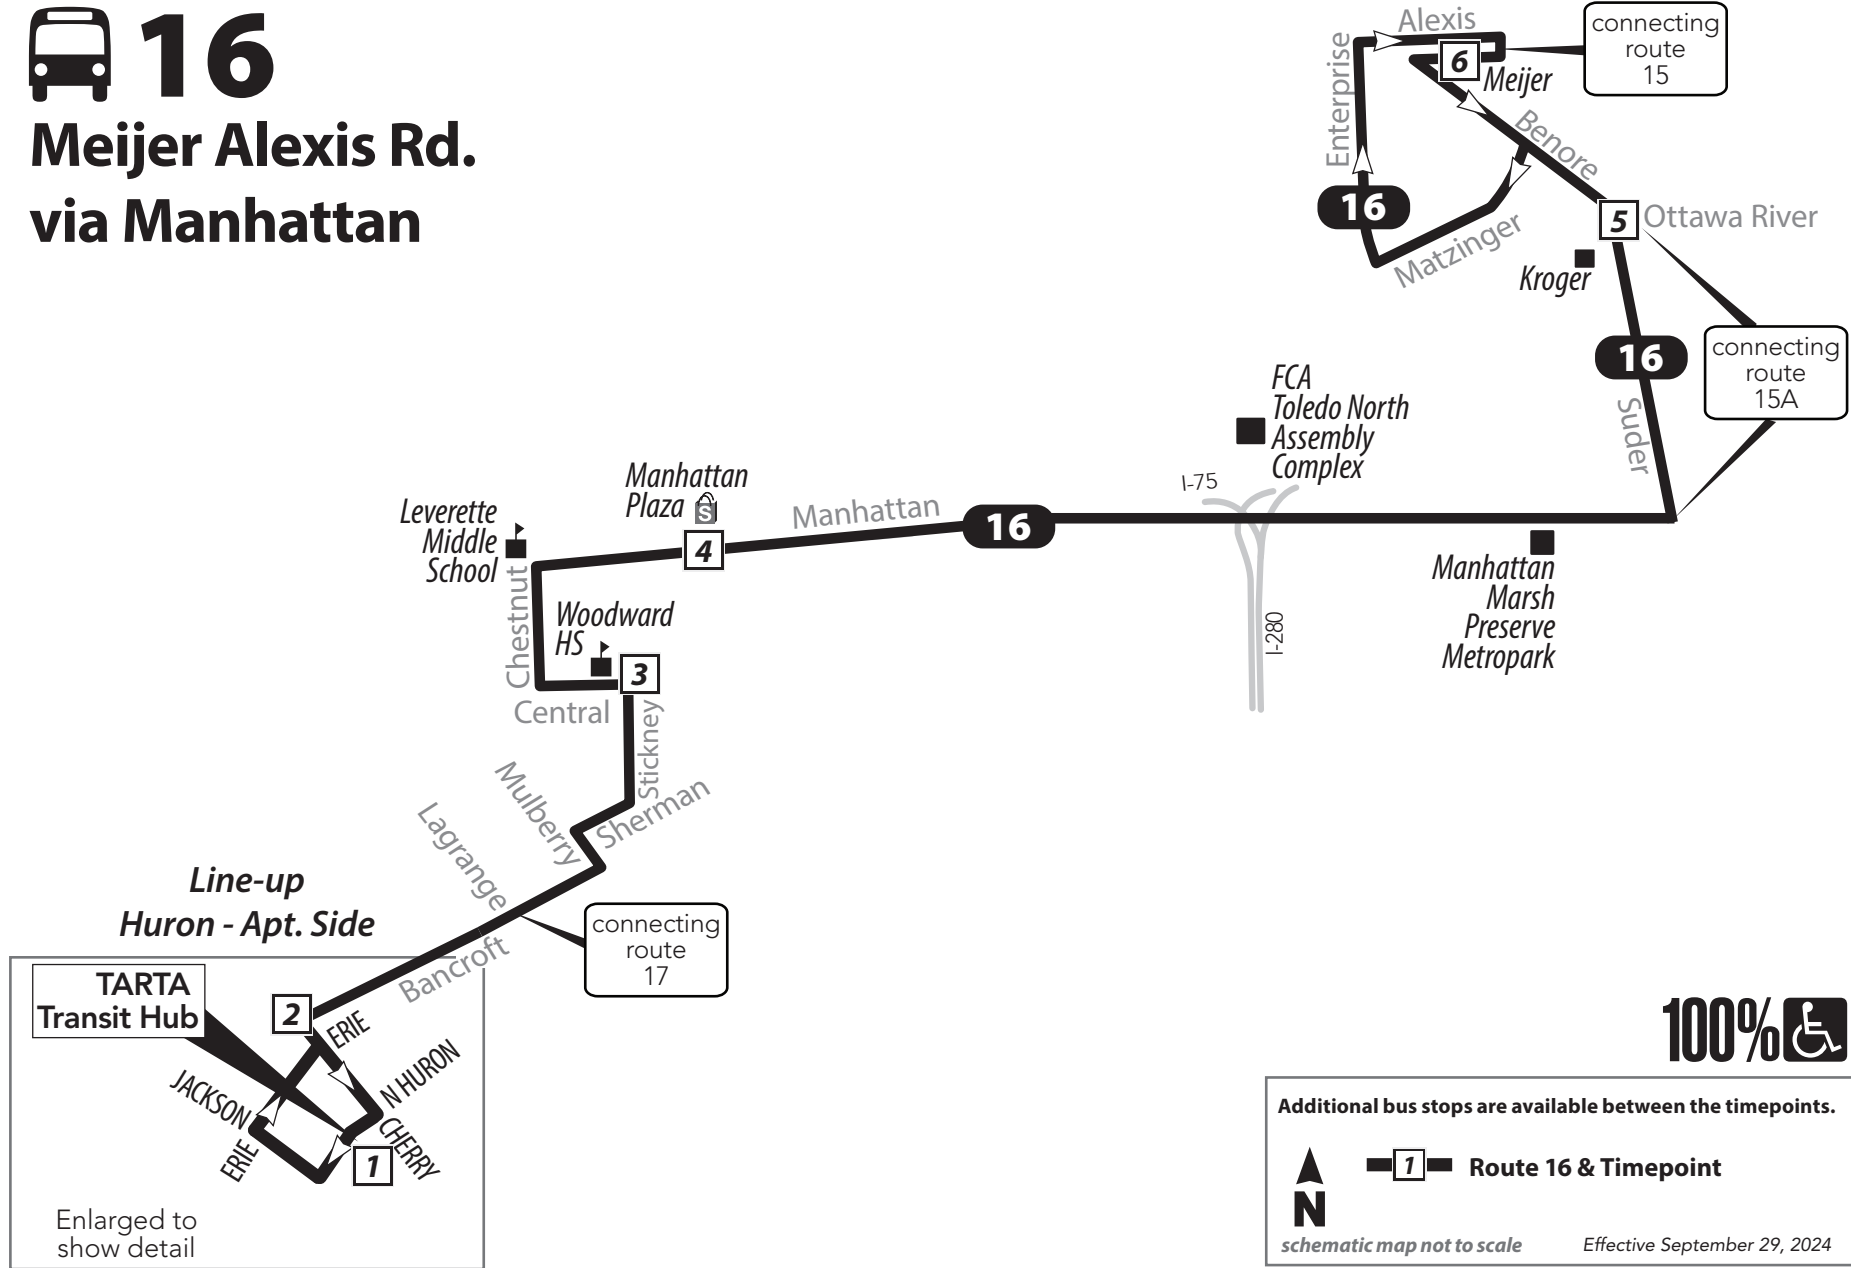 16
Meijer Alexis Rd.
via Manhattan
Alexis
Enterprise
6
Meijer
connecting
route
15
Benore
16
Matzinger
5
Ottawa River
Kroger
connecting
route
15A
16
Suder
FCA
Toledo North
Assembly
Complex
I-75
I-280
Manhattan
Plaza
S
Leverette
Middle
School
4
Manhattan
16
Manhattan
Marsh
Preserve
Metropark
Chestnut
Woodward
HS
3
Central
Stickney
Mulberry
Sherman
Lagrange
Bancroft
connecting
route
17
Line-up
Huron - Apt. Side
TARTA
Transit Hub
2
ERIE
N HURON
JACKSON
CHERRY
ERIE
1
Enlarged to
show detail
100%
Additional bus stops are available between the timepoints.
1 Route 16 & Timepoint
N
schematic map not to scale
Effective September 29, 2024